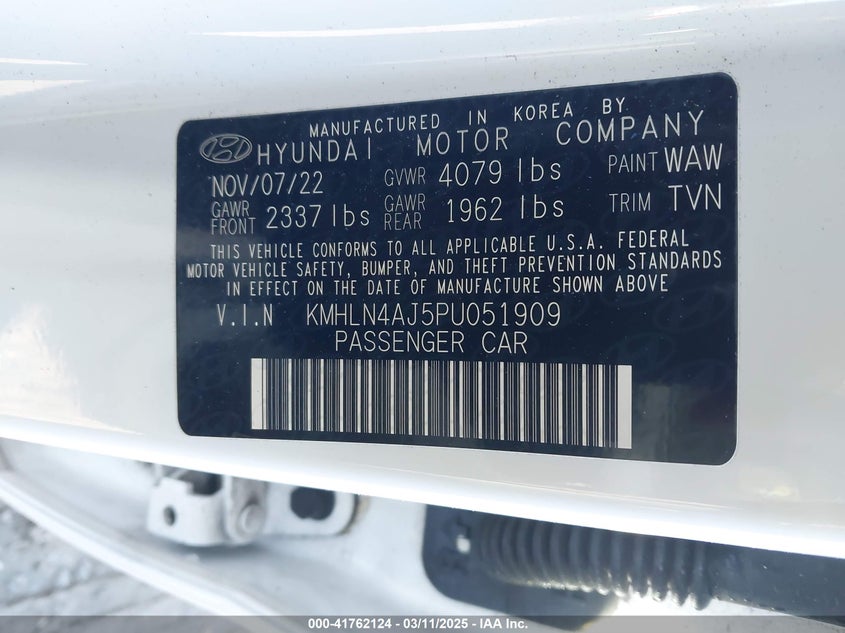 MANUFACTURED IN KOREA BY
HYUNDAI MOTOR COMPANY
NOV/07/22 GVWR 4079 lbs PAINT WAW
GAWR FRONT 2337 lbs GAWR REAR 1962 lbs TRIM TVN
THIS VEHICLE CONFORMS TO ALL APPLICABLE U.S.A. FEDERAL
MOTOR VEHICLE SAFETY, BUMPER, AND THEFT PREVENTION STANDARDS
IN EFFECT ON THE DATE OF MANUFACTURE SHOWN ABOVE
V.I.N KMHLN4AJ5PU051909
PASSENGER CAR
000-41762124 - 03/11/2025 - IAA Inc.